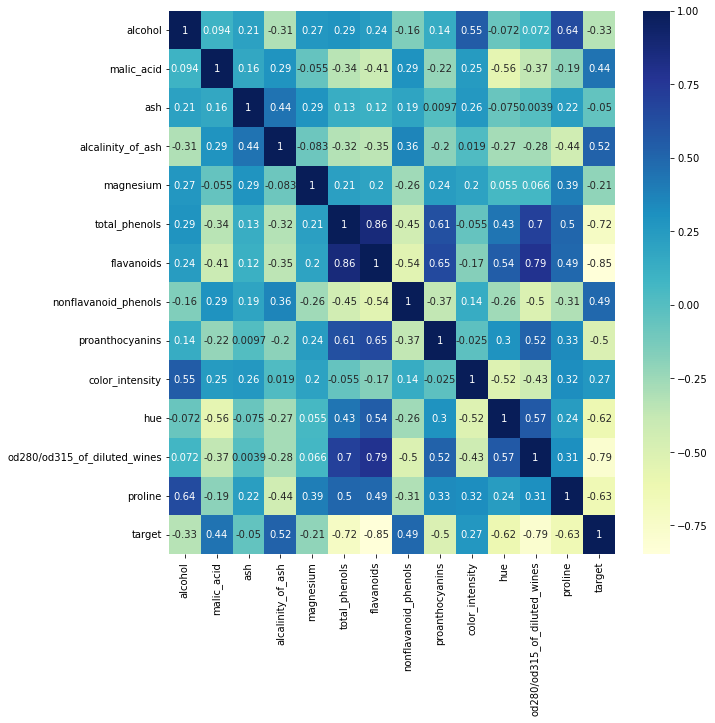 alcohol 1 0.094 0.21 -0.31 0.27 0.29 0.24 -0.16 0.14 0.55 -0.072 0.072 0.64 -0.33
malic_acid 0.094 1 0.16 0.29 -0.055 -0.34 -0.41 0.29 -0.22 0.25 -0.56 -0.37 -0.19 0.44
ash 0.21 0.16 1 0.44 0.29 0.13 0.12 0.19 0.0097 0.26 -0.075 0.0039 0.22 -0.05
alcalinity_of_ash -0.31 0.29 0.44 1 -0.083 -0.32 -0.35 0.36 -0.2 0.019 -0.27 -0.28 -0.44 0.52
magnesium 0.27 -0.055 0.29 -0.083 1 0.21 0.2 -0.26 0.24 0.2 0.055 0.066 0.39 -0.21
total_phenols 0.29 -0.34 0.13 -0.32 0.21 1 0.86 -0.45 0.61 -0.055 0.43 0.7 0.5 -0.72
flavanoids 0.24 -0.41 0.12 -0.35 0.2 0.86 1 -0.54 0.65 -0.17 0.54 0.79 0.49 -0.85
nonflavanoid_phenols -0.16 0.29 0.19 0.36 -0.26 -0.45 -0.54 1 -0.37 0.14 -0.26 -0.5 -0.31 0.49
proanthocyanins 0.14 -0.22 0.0097 -0.2 0.24 0.61 0.65 -0.37 1 -0.025 0.3 0.52 0.33 -0.5
color_intensity 0.55 0.25 0.26 0.019 0.2 -0.055 -0.17 0.14 -0.025 1 -0.52 -0.43 0.32 0.27
hue -0.072 -0.56 -0.075 -0.27 0.055 0.43 0.54 -0.26 0.3 -0.52 1 0.57 0.24 -0.62
od280/od315_of_diluted_wines 0.072 -0.37 0.0039 -0.28 0.066 0.7 0.79 -0.5 0.52 -0.43 0.57 1 0.31 -0.79
proline 0.64 -0.19 0.22 -0.44 0.39 0.5 0.49 -0.31 0.33 0.32 0.24 0.31 1 -0.63
target -0.33 0.44 -0.05 0.52 -0.21 -0.72 -0.85 0.49 -0.5 0.27 -0.62 -0.79 -0.63 1
alcohol
malic_acid
ash
alcalinity_of_ash
magnesium
total_phenols
flavanoids
nonflavanoid_phenols
proanthocyanins
color_intensity
hue
od280/od315_of_diluted_wines
proline
target
1.00
0.75
0.50
0.25
0.00
−0.25
−0.50
−0.75